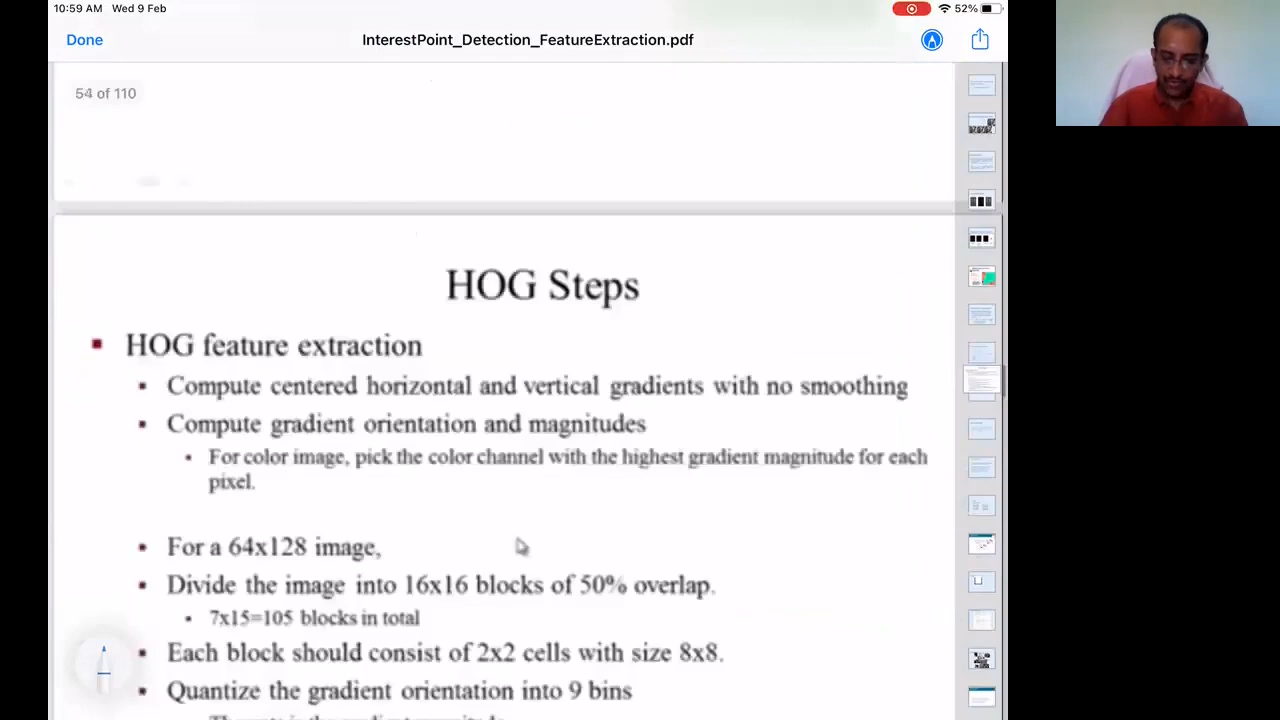 10:59 AM Wed 9 Feb
52%
Done
InterestPoint_Detection_FeatureExtraction.pdf
54 of 110
HOG Steps
▪ HOG feature extraction
▪ Compute centered horizontal and vertical gradients with no smoothing
▪ Compute gradient orientation and magnitudes
▪ For color image, pick the color channel with the highest gradient magnitude for each
pixel.
▪ For a 64x128 image,
▪ Divide the image into 16x16 blocks of 50% overlap.
▪ 7x15=105 blocks in total
▪ Each block should consist of 2x2 cells with size 8x8.
▪ Quantize the gradient orientation into 9 bins